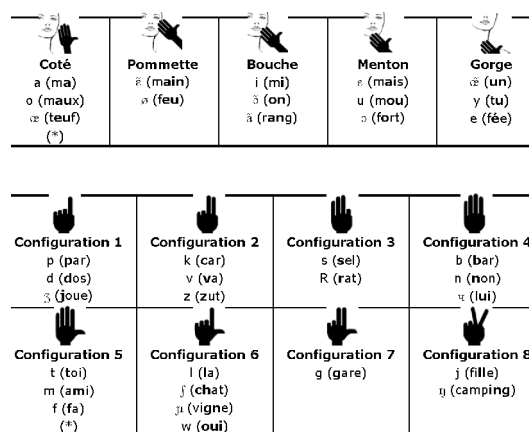 Coté Pommette Bouche Menton Gorge
a (ma) ɛ̃ (main) i (mi) ɛ (mais) œ̃ (un)
o (maux) ø (feu) ɔ̃ (on) u (mou) y (tu)
œ (teuf) ɑ̃ (rang) ɔ (fort) e (fée)
(*)
Configuration 1 Configuration 2 Configuration 3 Configuration 4
p (par) k (car) s (sel) b (bar)
d (dos) v (va) R (rat) n (non)
ʒ (joue) z (zut) ɥ (lui)
Configuration 5 Configuration 6 Configuration 7 Configuration 8
t (toi) l (la) g (gare) j (fille)
m (ami) ʃ (chat) ŋ (camping)
f (fa) ɲ (vigne)
(*) w (oui)